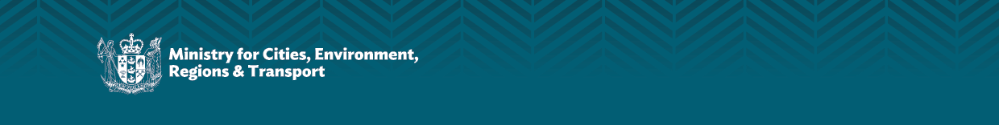 Ministry for Cities, Environment,
Regions & Transport